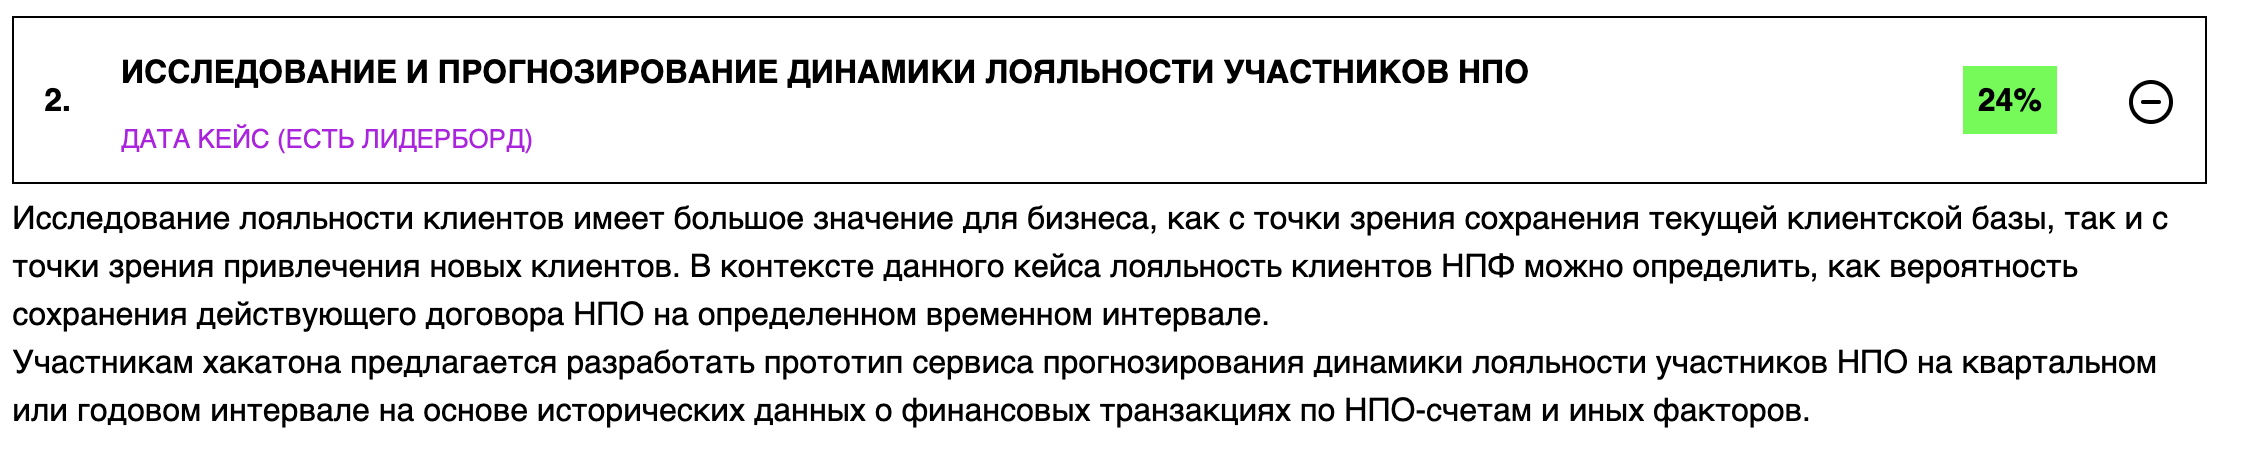 2.
ИССЛЕДОВАНИЕ И ПРОГНОЗИРОВАНИЕ ДИНАМИКИ ЛОЯЛЬНОСТИ УЧАСТНИКОВ НПО
ДАТА КЕЙС (ЕСТЬ ЛИДЕРБОРД)
24%
Исследование лояльности клиентов имеет большое значение для бизнеса, как с точки зрения сохранения текущей клиентской базы, так и с
точки зрения привлечения новых клиентов. В контексте данного кейса лояльность клиентов НПФ можно определить, как вероятность
сохранения действующего договора НПО на определенном временном интервале.
Участникам хакатона предлагается разработать прототип сервиса прогнозирования динамики лояльности участников НПО на квартальном
или годовом интервале на основе исторических данных о финансовых транзакциях по НПО-счетам и иных факторов.